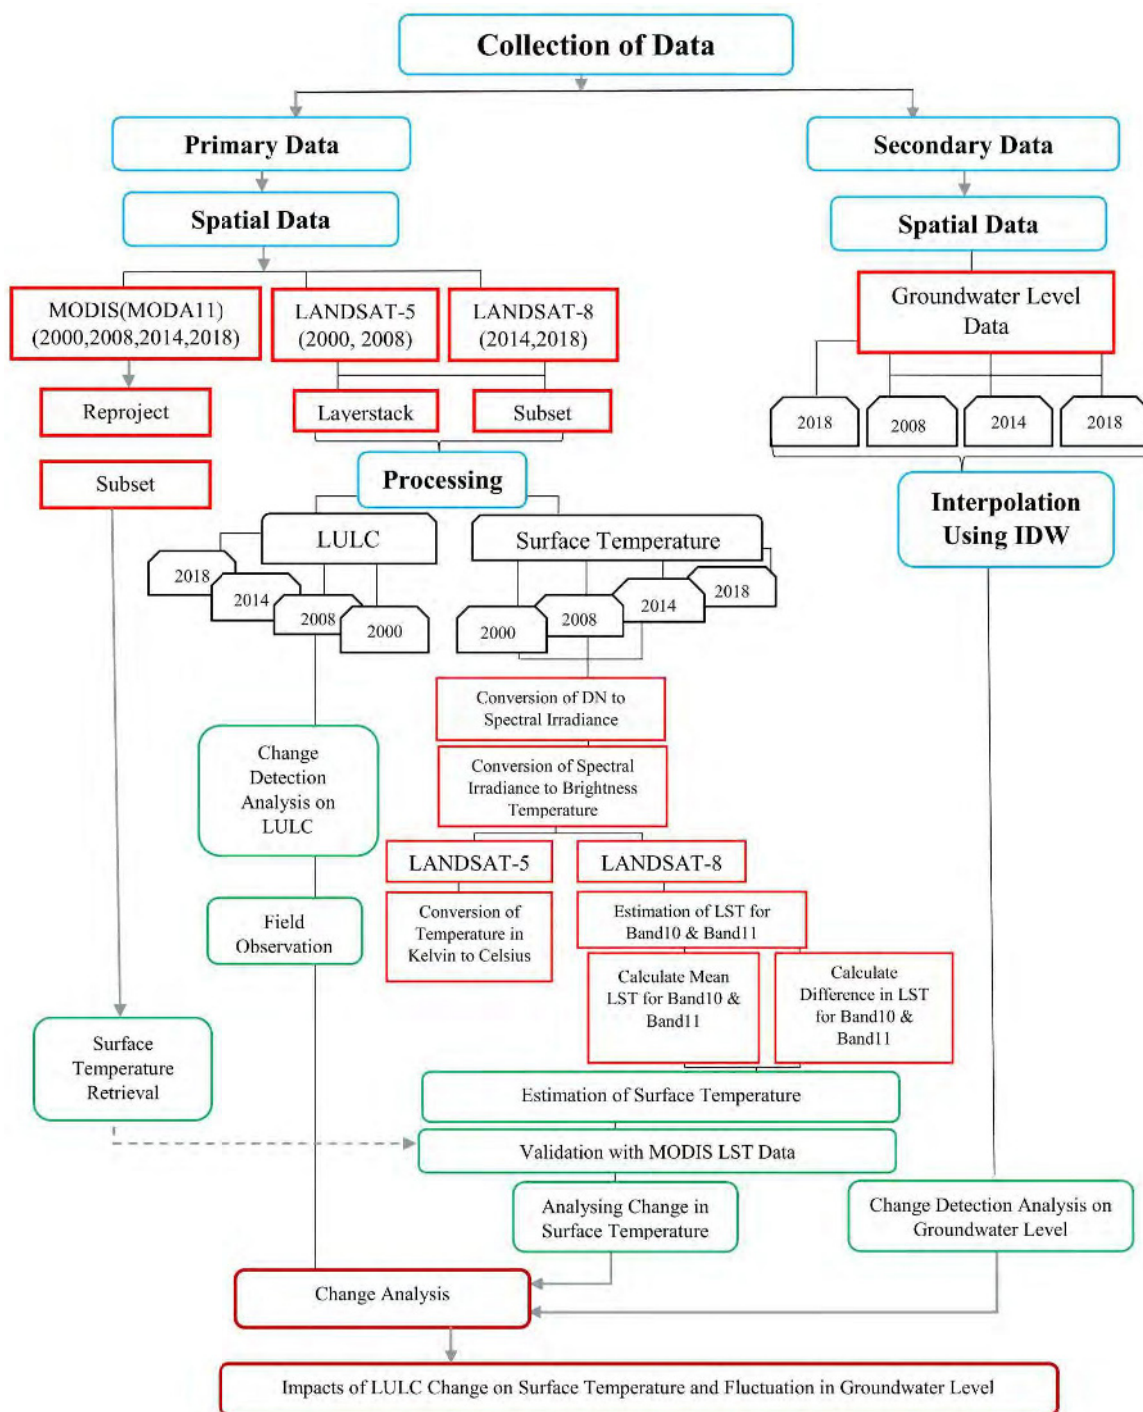 Collection of Data
Primary Data
Secondary Data
Spatial Data
Spatial Data
MODIS(MODA11)
(2000,2008,2014,2018)
LANDSAT-5
(2000, 2008)
LANDSAT-8
(2014,2018)
Groundwater Level
Data
Reproject
Layerstack
Subset
2018
2008
2014
2018
Subset
Processing
Interpolation
Using IDW
LULC
Surface Temperature
2018
2014
2008
2000
2000
2008
2014
2018
Conversion of DN to
Spectral Irradiance
Change
Detection
Analysis on
LULC
Conversion of Spectral
Irradiance to Brightness
Temperature
LANDSAT-5
LANDSAT-8
Field
Observation
Conversion of
Temperature in
Kelvin to Celsius
Estimation of LST for
Band10 & Band11
Calculate Mean
LST for Band10 &
Band11
Calculate
Difference in LST
for Band10 &
Band11
Surface
Temperature
Retrieval
Estimation of Surface Temperature
Validation with MODIS LST Data
Analysing Change in
Surface Temperature
Change Detection Analysis on
Groundwater Level
Change Analysis
Impacts of LULC Change on Surface Temperature and Fluctuation in Groundwater Level